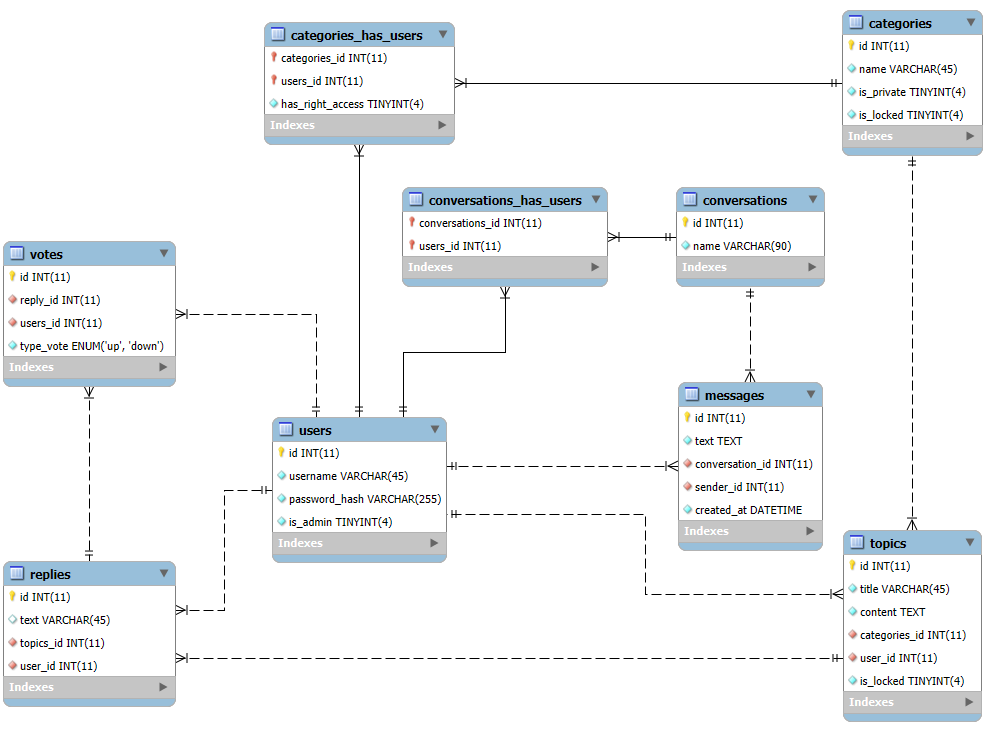 categories_has_users
categories_id INT(11)
users_id INT(11)
has_right_access TINYINT(4)
Indexes
categories
id INT(11)
name VARCHAR(45)
is_private TINYINT(4)
is_locked TINYINT(4)
Indexes
conversations_has_users
conversations_id INT(11)
users_id INT(11)
Indexes
conversations
id INT(11)
name VARCHAR(90)
Indexes
votes
id INT(11)
reply_id INT(11)
users_id INT(11)
type_vote ENUM('up', 'down')
Indexes
users
id INT(11)
username VARCHAR(45)
password_hash VARCHAR(255)
is_admin TINYINT(4)
Indexes
messages
id INT(11)
text TEXT
conversation_id INT(11)
sender_id INT(11)
created_at DATETIME
Indexes
replies
id INT(11)
text VARCHAR(45)
topics_id INT(11)
user_id INT(11)
Indexes
topics
id INT(11)
title VARCHAR(45)
content TEXT
categories_id INT(11)
user_id INT(11)
is_locked TINYINT(4)
Indexes